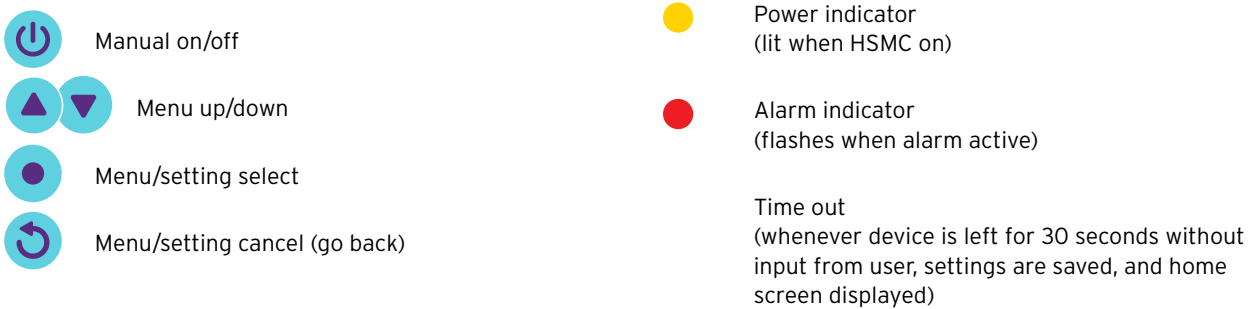 Manual on/off
Menu up/down
Menu/setting select
Menu/setting cancel (go back)
Power indicator
(lit when HSMC on)
Alarm indicator
(flashes when alarm active)
Time out
(whenever device is left for 30 seconds without
input from user, settings are saved, and home
screen displayed)